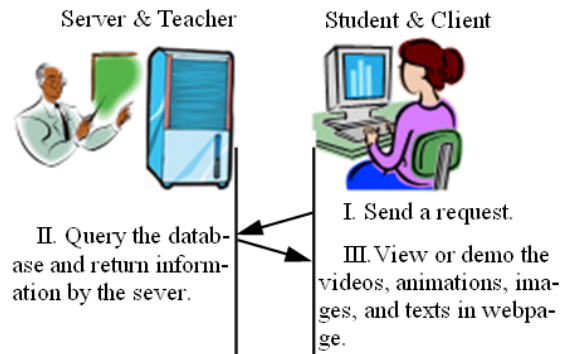 Server & Teacher
Student & Client
I. Send a request.
II. Query the datab-
ase and return inform-
ation by the sever.
III. View or demo the
videos, animations, ima-
ges, and texts in webpa-
ge.